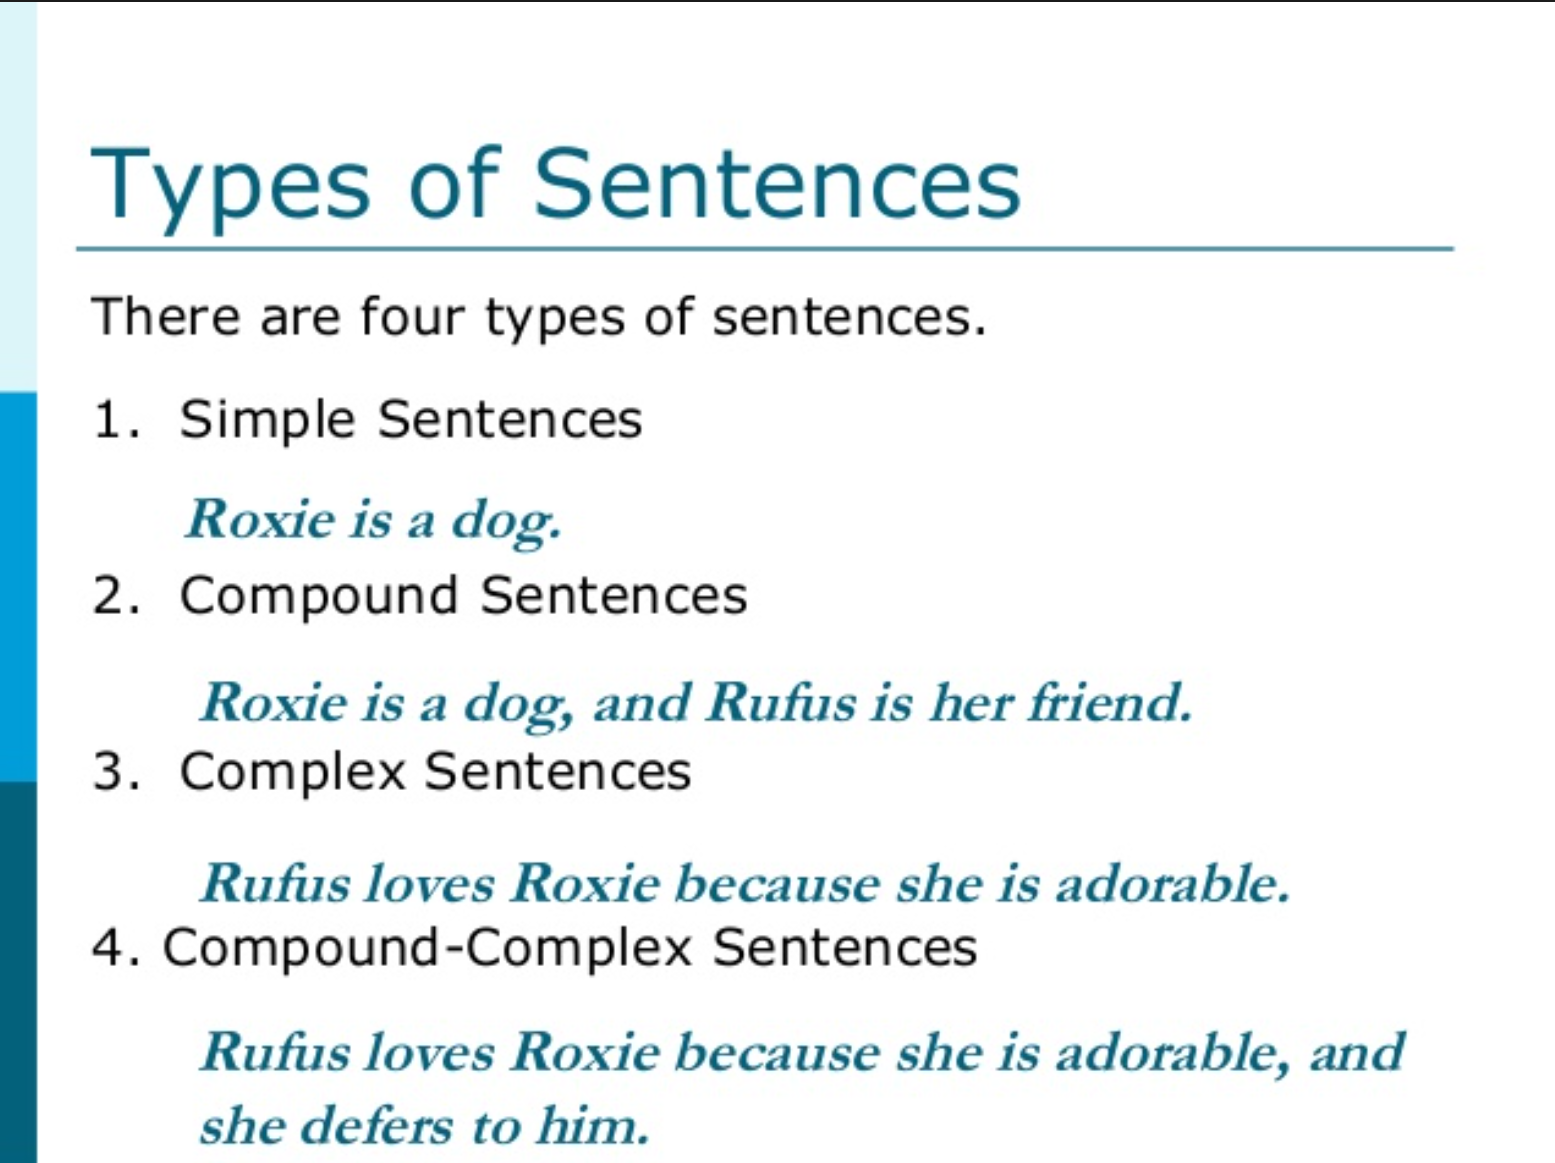 Types of Sentences
There are four types of sentences.
1. Simple Sentences
Roxie is a dog.
2. Compound Sentences
Roxie is a dog, and Rufus is her friend.
3. Complex Sentences
Rufus loves Roxie because she is adorable.
4. Compound-Complex Sentences
Rufus loves Roxie because she is adorable, and
she defers to him.